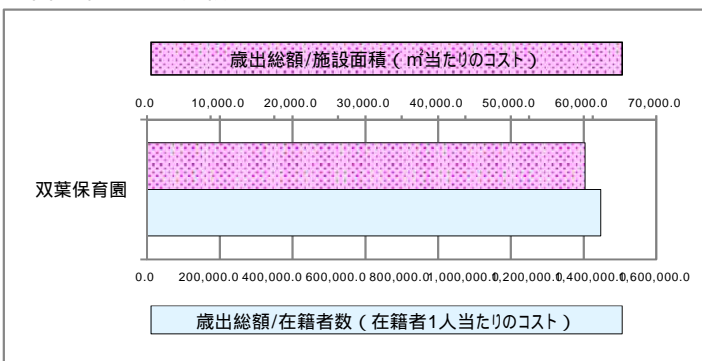 歳出総額/施設面積（㎡当たりのコスト）
0.0 10,000.0 20,000.0 30,000.0 40,000.0 50,000.0 60,000.0 70,000.0
双葉保育園
0.0 200,000.0 400,000.0 600,000.0 800,000.0 1,000,000.0 1,200,000.0 1,400,000.0 1,600,000.0
歳出総額/在籍者数（在籍者1人当たりのコスト）